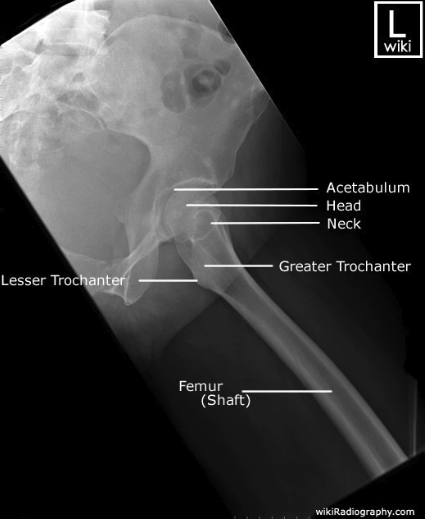 L
wiki
Acetabulum
Head
Neck
Greater Trochanter
Lesser Trochanter
Femur
(Shaft)
wikiRadiography.com